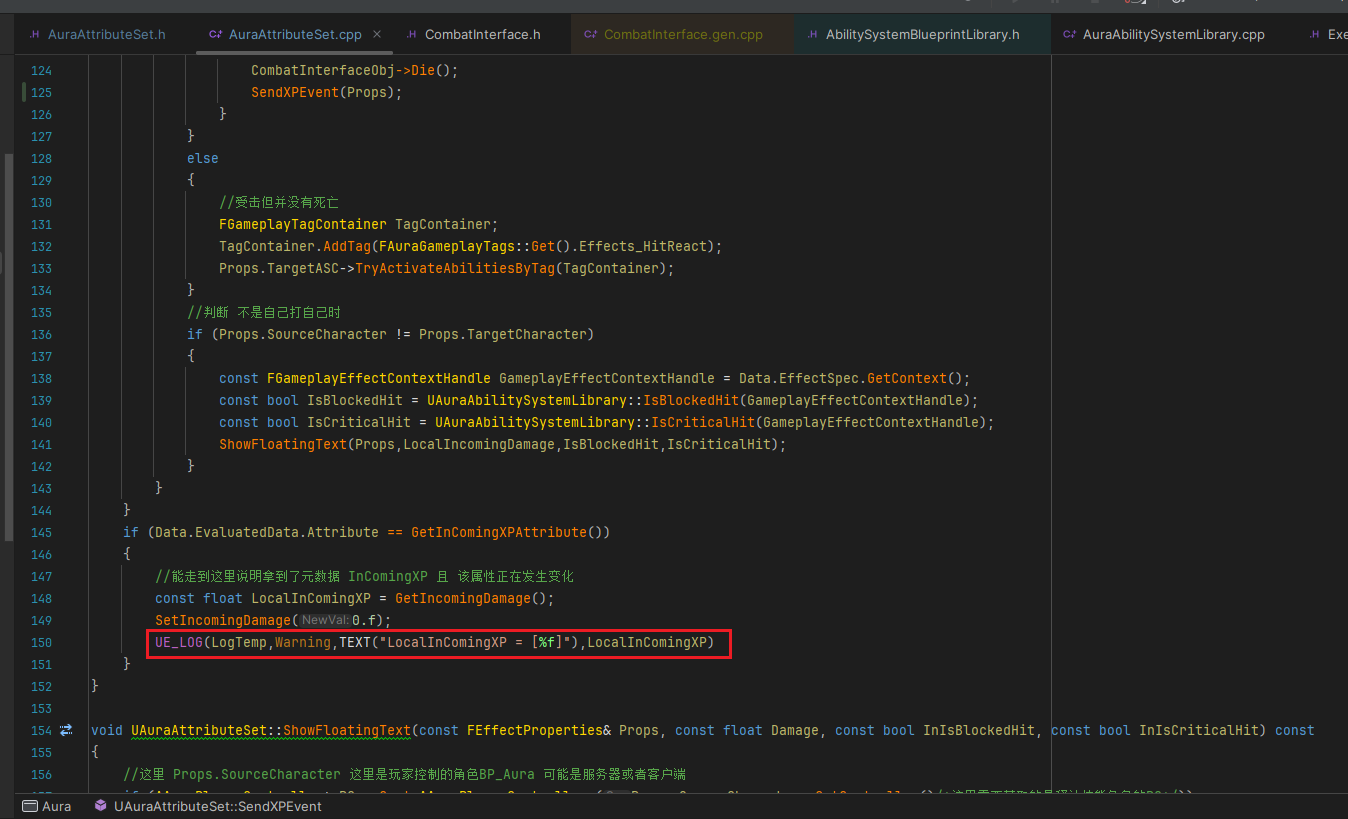 AuraAttributeSet.h AuraAttributeSet.cpp CombatInterface.h CombatInterface.gen.cpp AbilitySystemBlueprintLibrary.h AuraAbilitySystemLibrary.cpp Exe
124 CombatInterfaceObj->Die();
125 SendXPEvent(Props);
126 }
127 }
128 else
129 {
130 //受击但并没有死亡
131 FGameplayTagContainer TagContainer;
132 TagContainer.AddTag(FAuraGameplayTags::Get().Effects_HitReact);
133 Props.TargetASC->TryActivateAbilitiesByTag(TagContainer);
134 }
135 //判断 不是自己打自己时
136 if (Props.SourceCharacter != Props.TargetCharacter)
137 {
138 const FGameplayEffectContextHandle GameplayEffectContextHandle = Data.EffectSpec.GetContext();
139 const bool IsBlockedHit = UAuraAbilitySystemLibrary::IsBlockedHit(GameplayEffectContextHandle);
140 const bool IsCriticalHit = UAuraAbilitySystemLibrary::IsCriticalHit(GameplayEffectContextHandle);
141 ShowFloatingText(Props,LocalIncomingDamage,IsBlockedHit,IsCriticalHit);
142 }
143 }
144 }
145 if (Data.EvaluatedData.Attribute == GetInComingXPAttribute())
146 {
147 //能走到这里说明拿到了元数据 InComingXP 且 该属性正在发生变化
148 const float LocalInComingXP = GetIncomingDamage();
149 SetIncomingDamage(NewVal:0.f);
150 UE_LOG(LogTemp,Warning,TEXT("LocalInComingXP = [%f]"),LocalInComingXP)
151 }
152 }
153
154 void UAuraAttributeSet::ShowFloatingText(const FEffectProperties& Props, const float Damage, const bool InIsBlockedHit, const bool InIsCriticalHit) const
155 {
156 //这里 Props.SourceCharacter 这里是玩家控制的角色BP_Aura 可能是服务器或者客户端
Aura UAuraAttributeSet::SendXPEvent